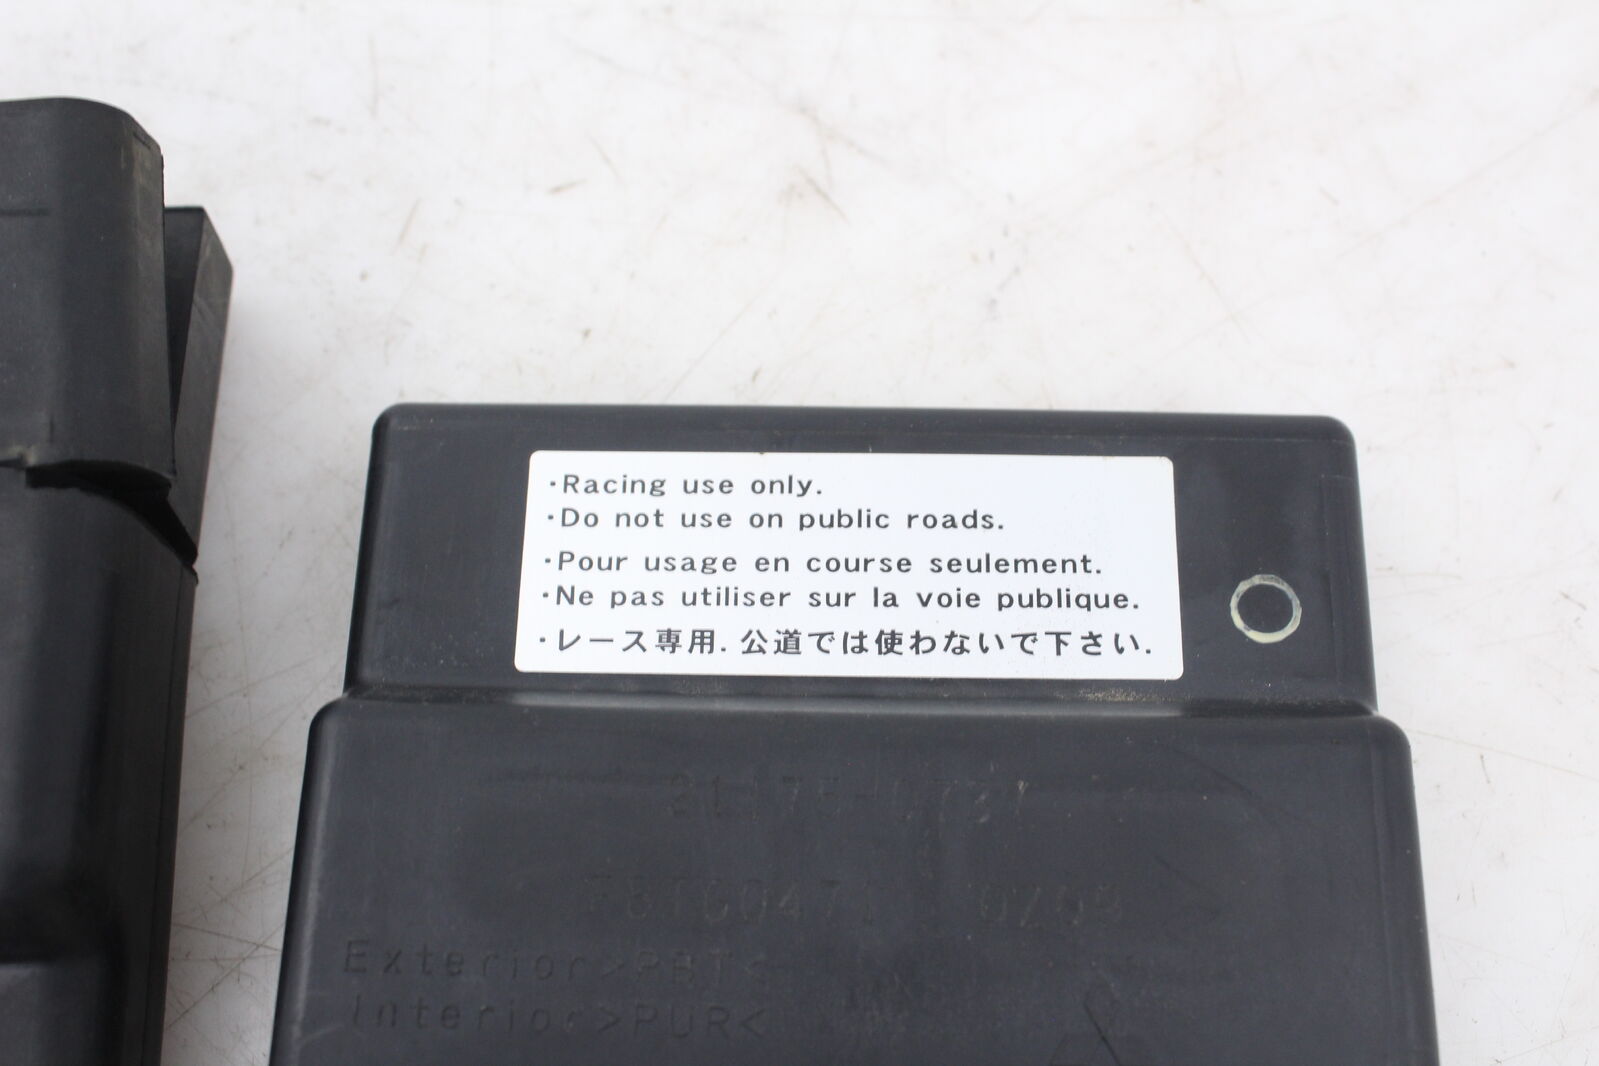 ·Racing use only.
·Do not use on public roads.
·Pour usage en course seulement.
·Ne pas utiliser sur la voie publique.
·レース専用. 公道では使わないで下さい.
Exterior>PBT<
Interior>PUR<